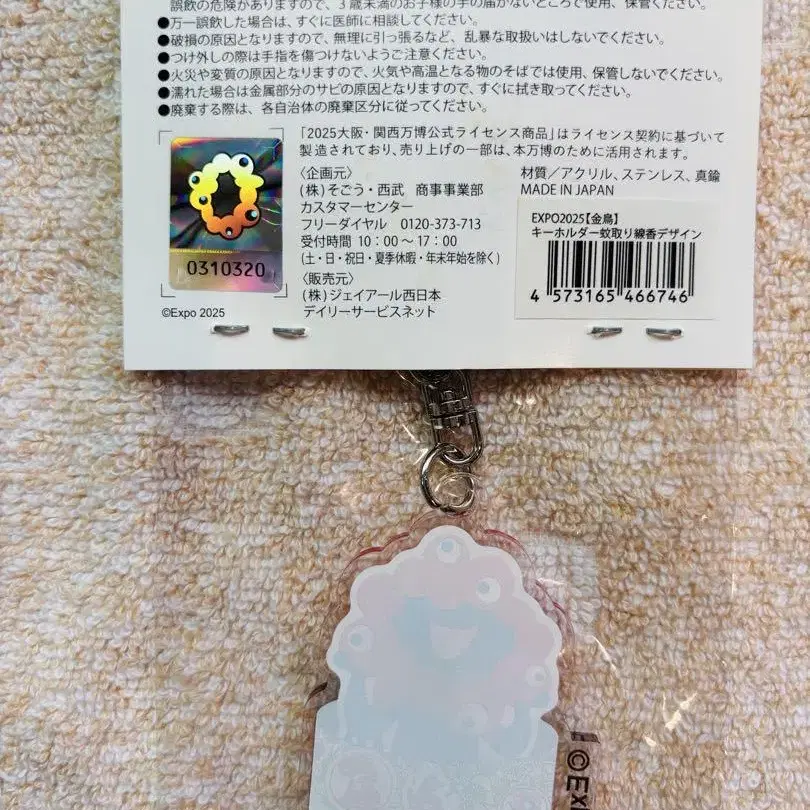 誤飲の危険がありますので、3歳未満のお子様の手の届かないところで使用、保管ください。
●万一誤飲した場合は、すぐに医師に相談してください。
●破損の原因となりますので、無理に引っ張るなど、乱暴な取扱いはしないでください。
●つけ外しの際は手指を傷つけないようご注意ください。
●火災や変質の原因となりますので、火気や高温となる物のそばでは使用、保管しないでください。
●濡れた場合は金属部分のサビの原因となりますので、すぐに拭き取ってください。
●廃棄する際は、各自治体の廃棄区分に従ってください。
「2025大阪・関西万博公式ライセンス商品」はライセンス契約に基づいて
製造されており、売り上げの一部は、本万博のために活用されます。
〈企画元〉
(株)そごう・西武 商事事業部
カスタマーセンター
フリーダイヤル 0120-373-713
受付時間 10：00～17：00
(土・日・祝日・夏季休暇・年末年始を除く)
〈販売元〉
(株)ジェイアール西日本
デイリーサービスネット
材質／アクリル、ステンレス、真鍮
MADE IN JAPAN
EXPO2025【金鳥】
キーホルダー蚊取り線香デザイン
4 573165 466746
0310320
©Expo 2025
©Ex